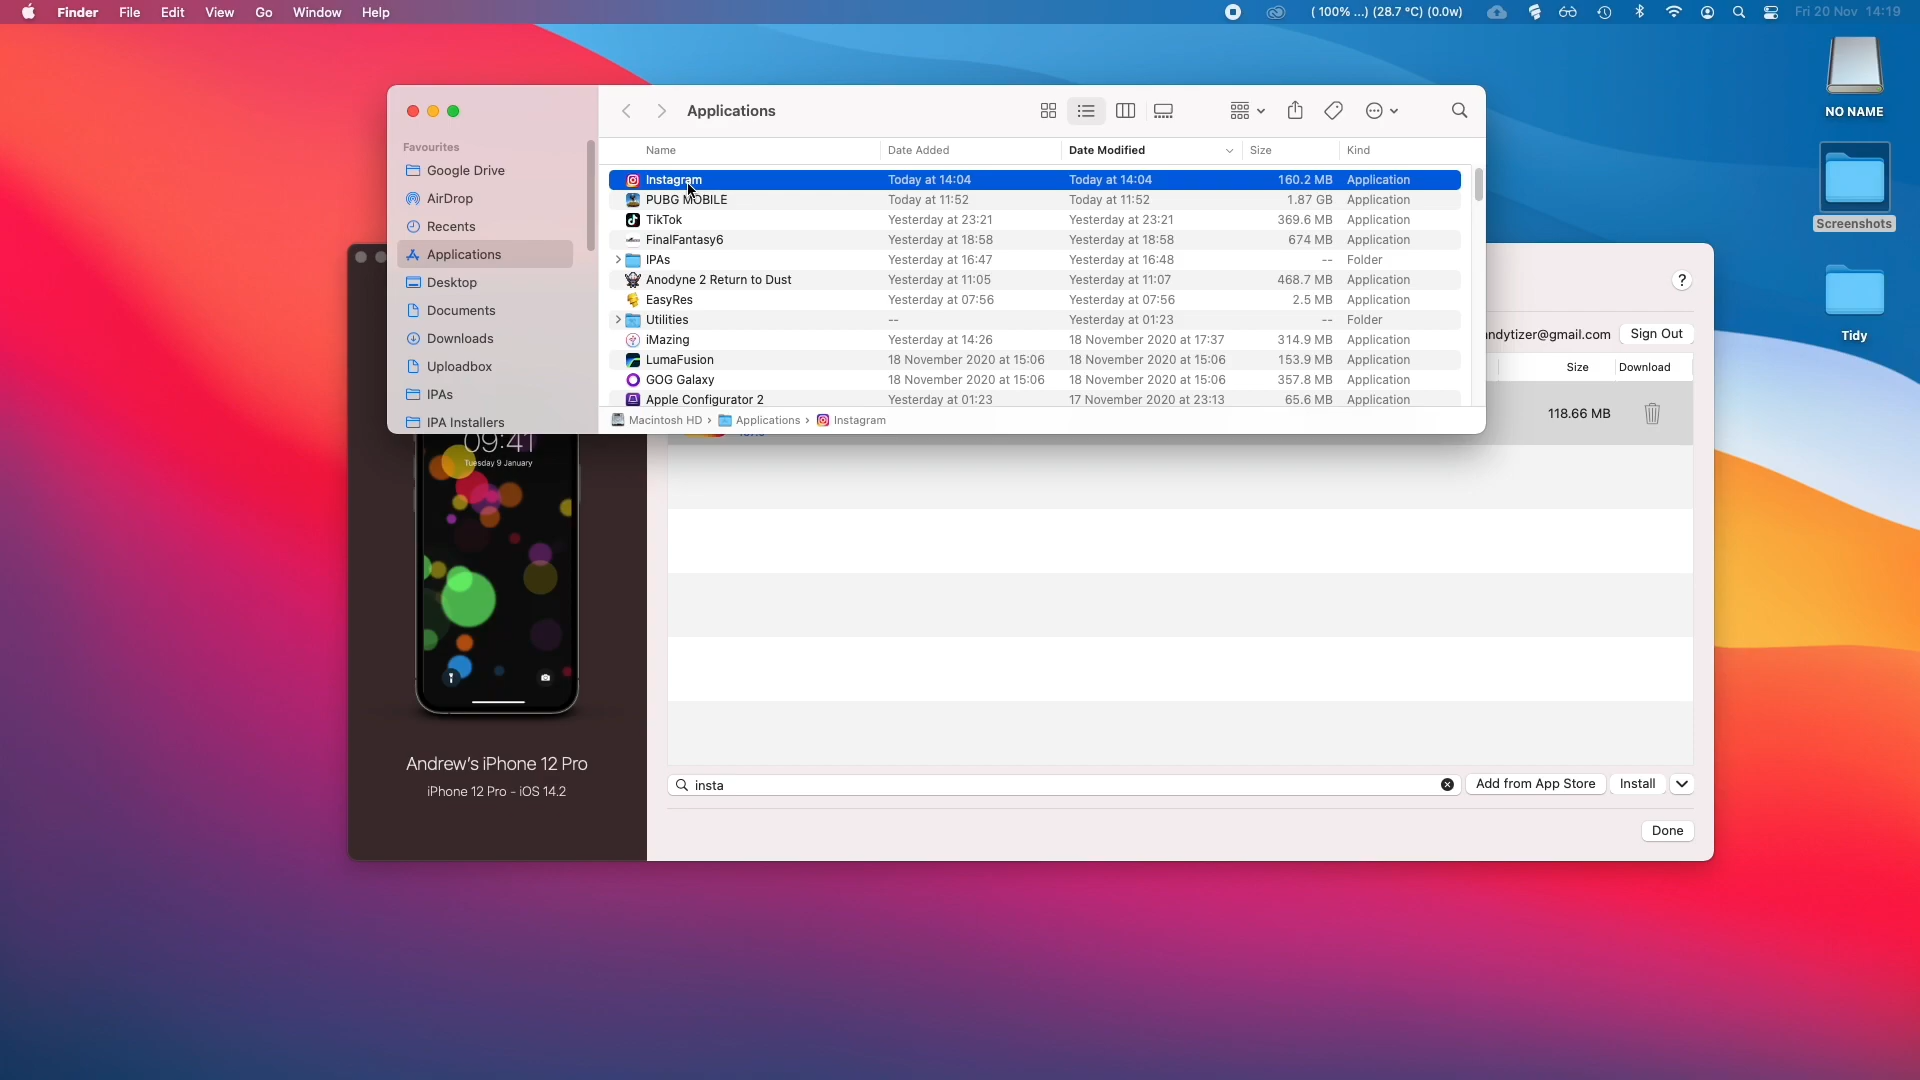 Finder File Edit View Go Window Help
( 100% ...) (28.7 °C) (0.0w)
Fri 20 Nov 14:19
NO NAME
Screenshots
Tidy
Applications
Favourites
Google Drive
AirDrop
Recents
Applications
Desktop
Documents
Downloads
Uploadbox
IPAs
IPA Installers
Name Date Added Date Modified Size Kind
Instagram Today at 14:04 Today at 14:04 160.2 MB Application
PUBG MOBILE Today at 11:52 Today at 11:52 1.87 GB Application
TikTok Yesterday at 23:21 Yesterday at 23:21 369.6 MB Application
FinalFantasy6 Yesterday at 18:58 Yesterday at 18:58 674 MB Application
IPAs Yesterday at 16:47 Yesterday at 16:48 -- Folder
Anodyne 2 Return to Dust Yesterday at 11:05 Yesterday at 11:07 468.7 MB Application
EasyRes Yesterday at 07:56 Yesterday at 07:56 2.5 MB Application
Utilities -- Yesterday at 01:23 -- Folder
iMazing Yesterday at 14:26 18 November 2020 at 17:37 314.9 MB Application
LumaFusion 18 November 2020 at 15:06 18 November 2020 at 15:06 153.9 MB Application
GOG Galaxy 18 November 2020 at 15:06 18 November 2020 at 15:06 357.8 MB Application
Apple Configurator 2 Yesterday at 01:23 17 November 2020 at 23:13 65.6 MB Application
Macintosh HD › Applications › Instagram
?
ndytizer@gmail.com Sign Out
Size Download
118.66 MB
09:41
Tuesday 9 January
Andrew's iPhone 12 Pro
iPhone 12 Pro - iOS 14.2
insta
Add from App Store
Install
Done